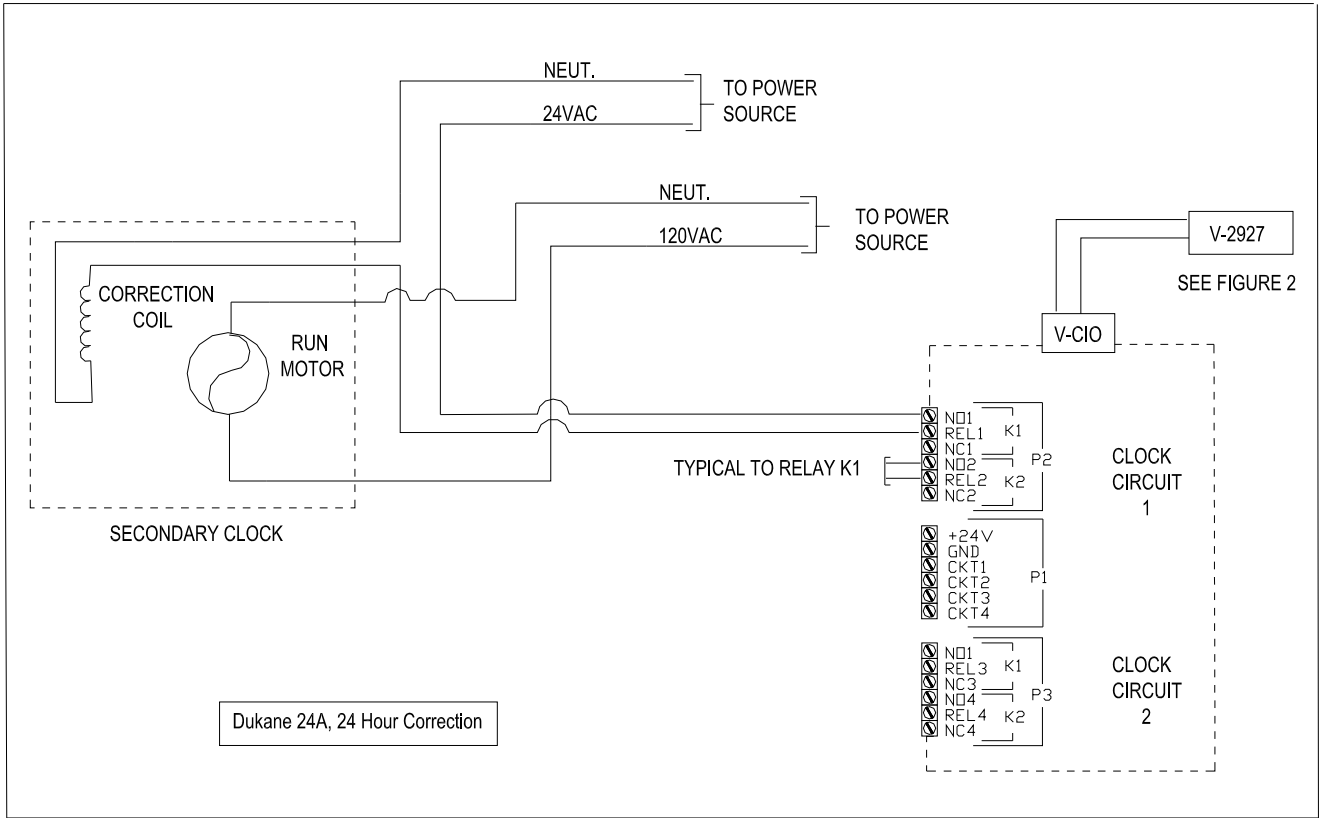 NEUT.
24VAC
TO POWER
SOURCE
NEUT.
120VAC
TO POWER
SOURCE
V-2927
SEE FIGURE 2
V-CIO
CORRECTION
COIL
RUN
MOTOR
SECONDARY CLOCK
TYPICAL TO RELAY K1
NO1
REL1
NC1
NO2
REL2
NC2
K1
K2
P2
CLOCK
CIRCUIT
1
+24V
GND
CKT1
CKT2
CKT3
CKT4
P1
NO1
REL3
NC3
NO4
REL4
NC4
K1
K2
P3
CLOCK
CIRCUIT
2
Dukane 24A, 24 Hour Correction